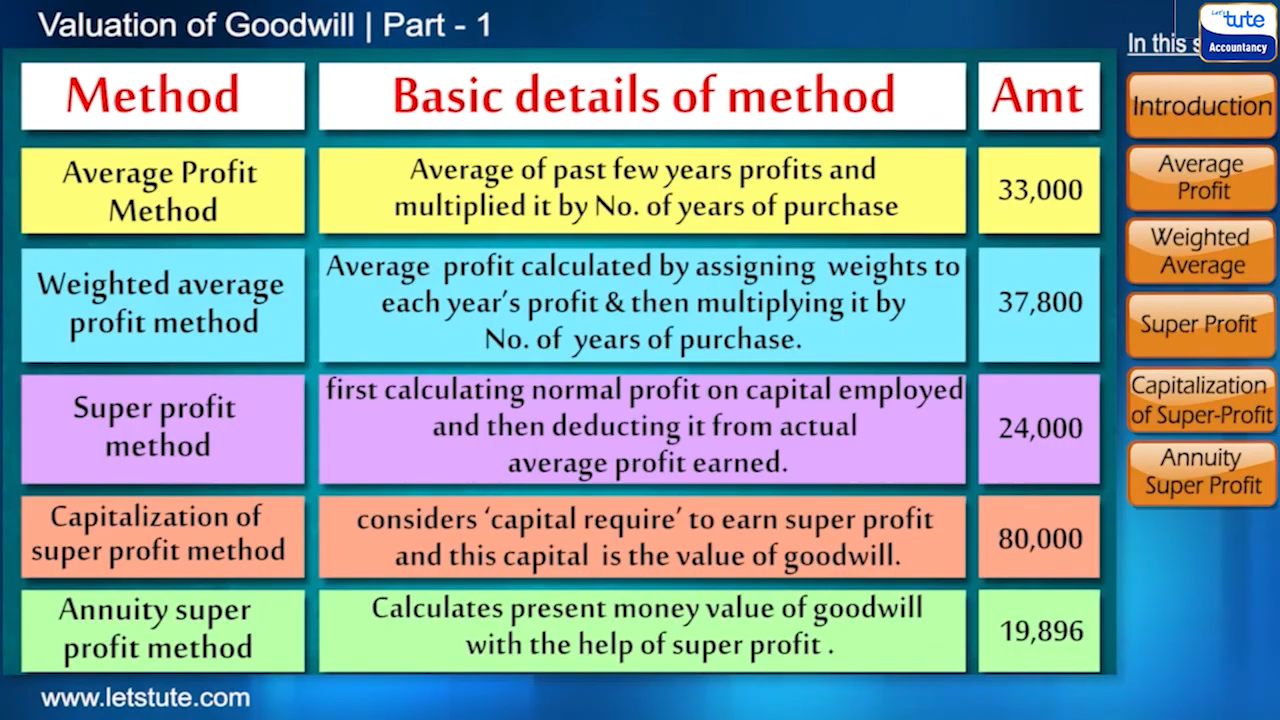 Valuation of Goodwill | Part - 1
Let's
tute
Accountancy
In this
Method
Basic details of method
Amt
Average Profit
Method
Average of past few years profits and
multiplied it by No. of years of purchase
33,000
Weighted average
profit method
Average profit calculated by assigning weights to
each year's profit & then multiplying it by
No. of years of purchase.
37,800
Super profit
method
first calculating normal profit on capital employed
and then deducting it from actual
average profit earned.
24,000
Capitalization of
super profit method
considers 'capital require' to earn super profit
and this capital is the value of goodwill.
80,000
Annuity super
profit method
Calculates present money value of goodwill
with the help of super profit .
19,896
Introduction
Average
Profit
Weighted
Average
Super Profit
Capitalization
of Super-Profit
Annuity
Super Profit
www.letstute.com